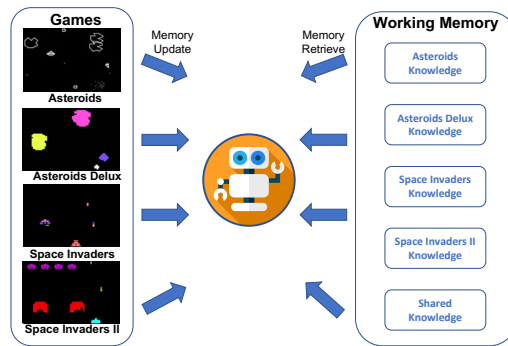 Games
Asteroids
Asteroids Delux
Space Invaders
Space Invaders II
Memory
Update
Memory
Retrieve
Working Memory
Asteroids
Knowledge
Asteroids Delux
Knowledge
Space Invaders
Knowledge
Space Invaders II
Knowledge
Shared
Knowledge